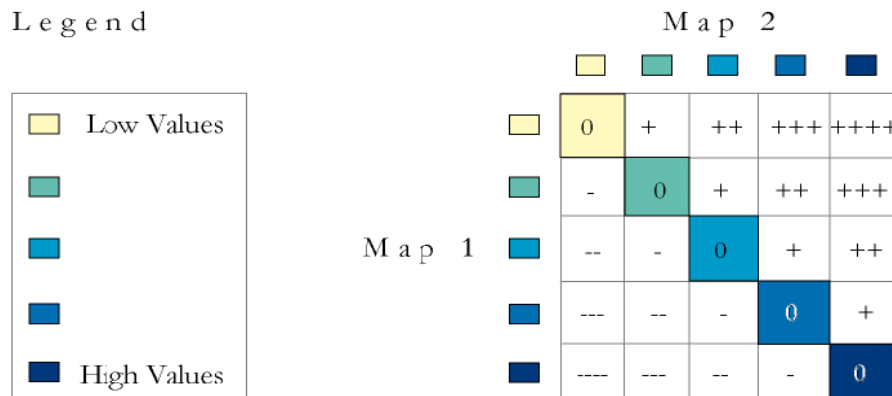 Legend
Map 2
Low Values
0 + ++ +++ ++++
- 0 + ++ +++
Map 1
-- - 0 + ++
--- -- - 0 +
High Values
---- --- -- - 0